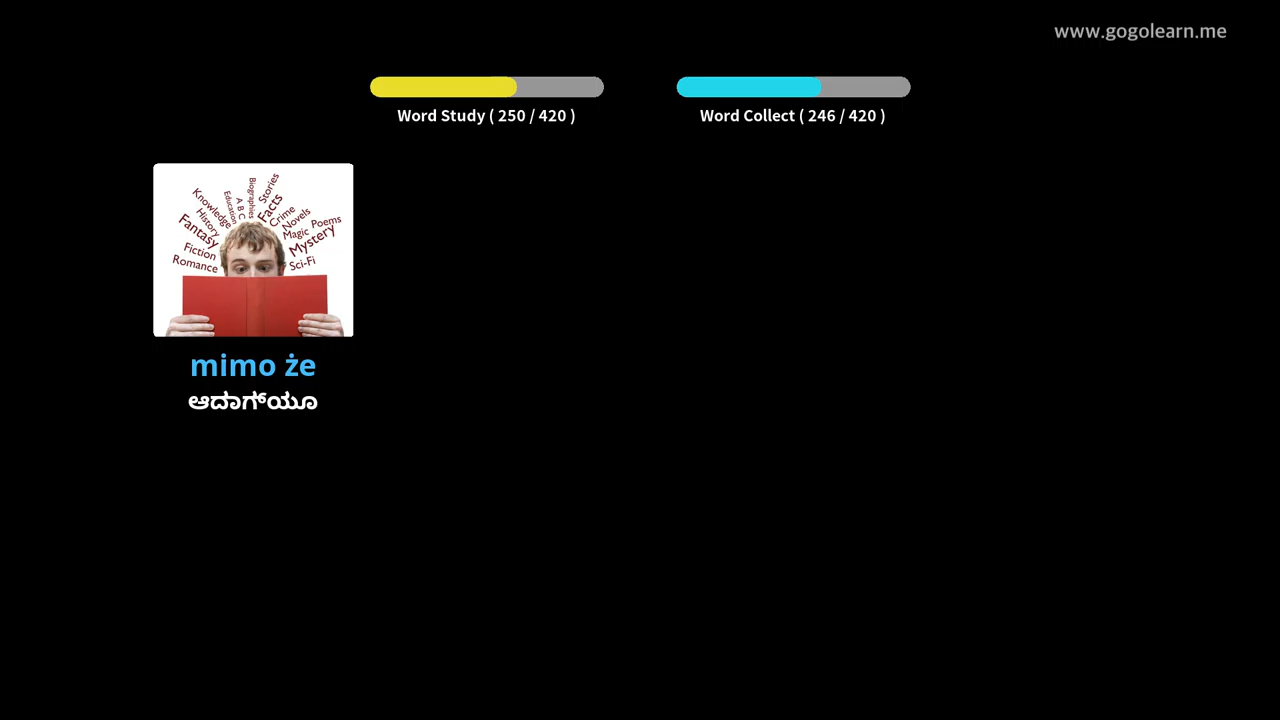 www.gogolearn.me
Word Study ( 250 / 420 )
Word Collect ( 246 / 420 )
Biographies
Stories
Knowledge
Education
A B C
Facts
History
Crime
Novels
Fantasy
Magic
Poems
Fiction
Mystery
Romance
Sci-Fi
mimo że
ಆದಾಗ್ಯೂ